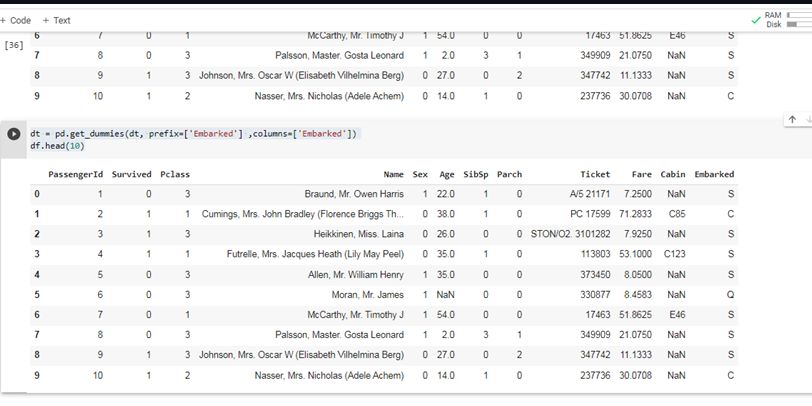 + Code + Text
RAM
Disk
[36]
6 7 0 1 McCarthy, Mr. Timothy J 1 54.0 0 0 17463 51.8625 E46 S
7 8 0 3 Palsson, Master. Gosta Leonard 1 2.0 3 1 349909 21.0750 NaN S
8 9 1 3 Johnson, Mrs. Oscar W (Elisabeth Vilhelmina Berg) 0 27.0 0 2 347742 11.1333 NaN S
9 10 1 2 Nasser, Mrs. Nicholas (Adele Achem) 0 14.0 1 0 237736 30.0708 NaN C
dt = pd.get_dummies(dt, prefix=['Embarked'] ,columns=['Embarked'])
df.head(10)
PassengerId Survived Pclass Name Sex Age SibSp Parch Ticket Fare Cabin Embarked
0 1 0 3 Braund, Mr. Owen Harris 1 22.0 1 0 A/5 21171 7.2500 NaN S
1 2 1 1 Cumings, Mrs. John Bradley (Florence Briggs Th... 0 38.0 1 0 PC 17599 71.2833 C85 C
2 3 1 3 Heikkinen, Miss. Laina 0 26.0 0 0 STON/O2. 3101282 7.9250 NaN S
3 4 1 1 Futrelle, Mrs. Jacques Heath (Lily May Peel) 0 35.0 1 0 113803 53.1000 C123 S
4 5 0 3 Allen, Mr. William Henry 1 35.0 0 0 373450 8.0500 NaN S
5 6 0 3 Moran, Mr. James 1 NaN 0 0 330877 8.4583 NaN Q
6 7 0 1 McCarthy, Mr. Timothy J 1 54.0 0 0 17463 51.8625 E46 S
7 8 0 3 Palsson, Master. Gosta Leonard 1 2.0 3 1 349909 21.0750 NaN S
8 9 1 3 Johnson, Mrs. Oscar W (Elisabeth Vilhelmina Berg) 0 27.0 0 2 347742 11.1333 NaN S
9 10 1 2 Nasser, Mrs. Nicholas (Adele Achem) 0 14.0 1 0 237736 30.0708 NaN C